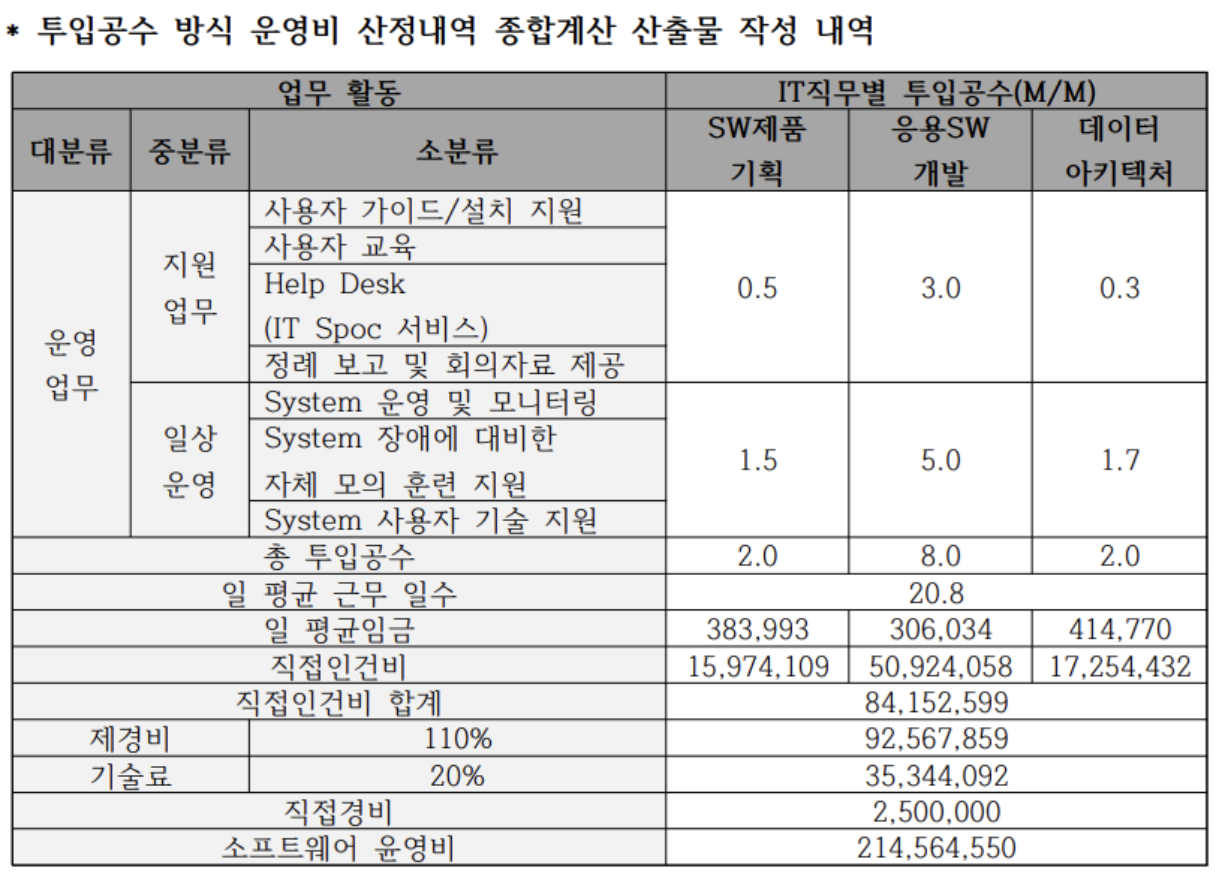 * 투입공수 방식 운영비 산정내역 종합계산 산출물 작성 내역
업무 활동
IT직무별 투입공수(M/M)
대분류
중분류
소분류
SW제품
기획
응용SW
개발
데이터
아키텍처
운영
업무
지원
업무
사용자 가이드/설치 지원
사용자 교육
Help Desk
(IT Spoc 서비스)
정례 보고 및 회의자료 제공
0.5
3.0
0.3
일상
운영
System 운영 및 모니터링
System 장애에 대비한
자체 모의 훈련 지원
System 사용자 기술 지원
1.5
5.0
1.7
총 투입공수
2.0
8.0
2.0
일 평균 근무 일수
20.8
일 평균임금
383,993
306,034
414,770
직접인건비
15,974,109
50,924,058
17,254,432
직접인건비 합계
84,152,599
제경비
110%
92,567,859
기술료
20%
35,344,092
직접경비
2,500,000
소프트웨어 윤영비
214,564,550